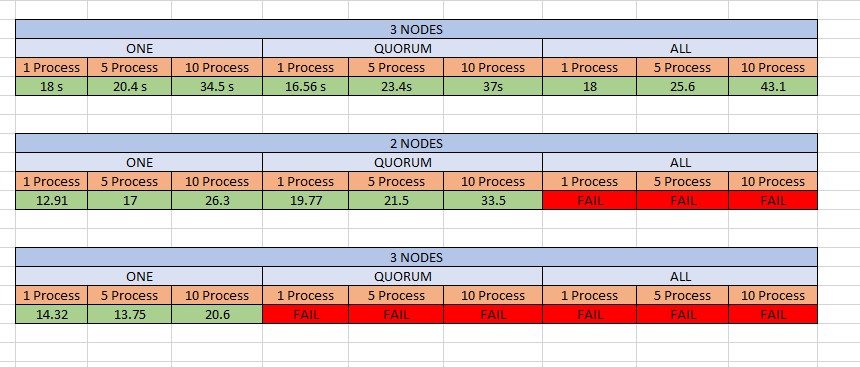 3 NODES
ONE QUORUM ALL
1 Process 5 Process 10 Process 1 Process 5 Process 10 Process 1 Process 5 Process 10 Process
18 s 20.4 s 34.5 s 16.56 s 23.4s 37s 18 25.6 43.1
2 NODES
ONE QUORUM ALL
1 Process 5 Process 10 Process 1 Process 5 Process 10 Process 1 Process 5 Process 10 Process
12.91 17 26.3 19.77 21.5 33.5 FAIL FAIL FAIL
3 NODES
ONE QUORUM ALL
1 Process 5 Process 10 Process 1 Process 5 Process 10 Process 1 Process 5 Process 10 Process
14.32 13.75 20.6 FAIL FAIL FAIL FAIL FAIL FAIL